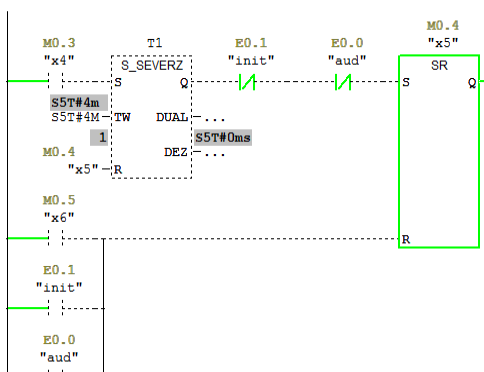 M0.4
M0.3 T1 E0.1 E0.0 "x5"
"x4" S_SEVERZ "init" "aud" SR
S Q S Q
S5T#4m
S5T#4M TW DUAL ...
1 S5T#0ms
M0.4 DEZ ...
"x5" R
M0.5
"x6"
R
E0.1
"init"
E0.0
"aud"